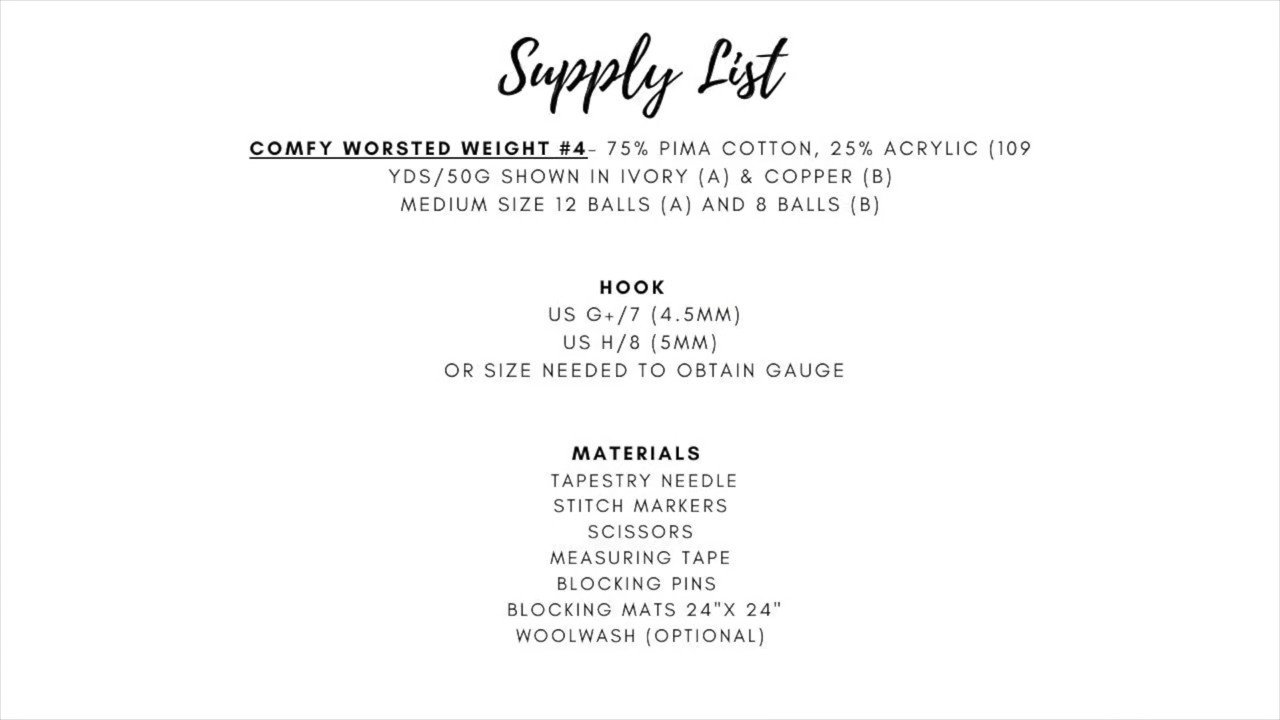 Supply List
COMFY WORSTED WEIGHT #4- 75% PIMA COTTON, 25% ACRYLIC (109
YDS/50G SHOWN IN IVORY (A) & COPPER (B)
MEDIUM SIZE 12 BALLS (A) AND 8 BALLS (B)
HOOK
US G+/7 (4.5MM)
US H/8 (5MM)
OR SIZE NEEDED TO OBTAIN GAUGE
MATERIALS
TAPESTRY NEEDLE
STITCH MARKERS
SCISSORS
MEASURING TAPE
BLOCKING PINS
BLOCKING MATS 24"X 24"
WOOLWASH (OPTIONAL)